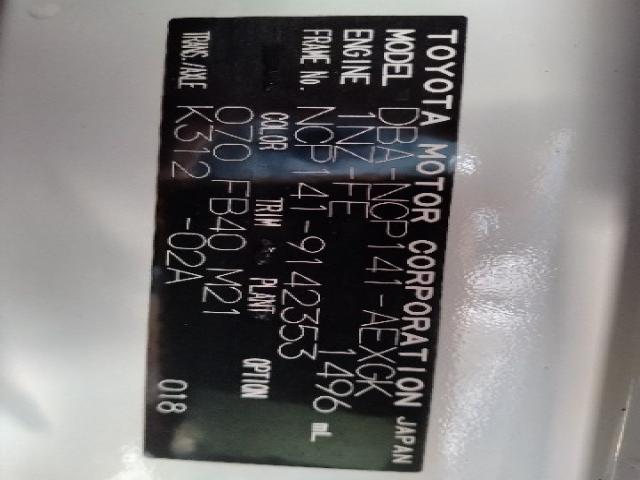 TOYOTA MOTOR CORPORATION JAPAN
MODEL DBA-NCP141-AEXGK
ENGINE 1NZ-FE 1496 mL
FRAME No. NCP141-9142353
COLOR TRIM PLANT OPTION
070 FB40 M21
TRANS./AXLE K312 -02A 018